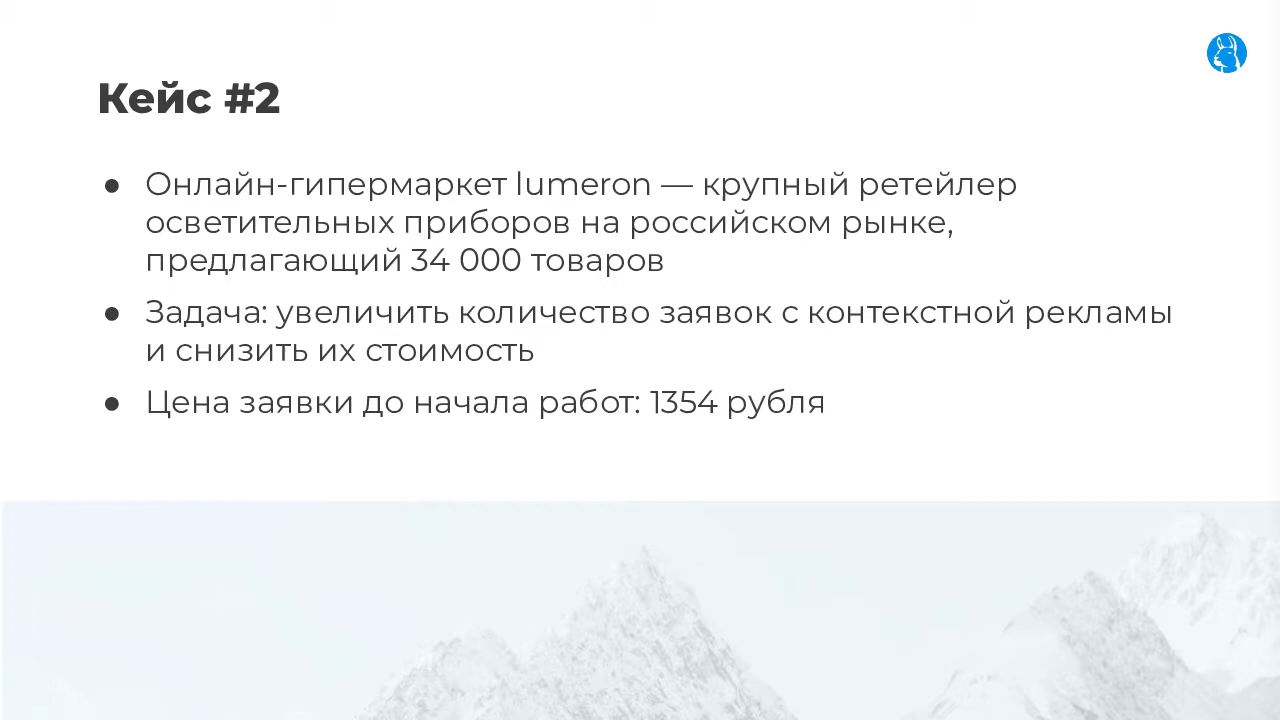 Кейс #2
● Онлайн-гипермаркет lumeron — крупный ретейлер
осветительных приборов на российском рынке,
предлагающий 34 000 товаров
● Задача: увеличить количество заявок с контекстной рекламы
и снизить их стоимость
● Цена заявки до начала работ: 1354 рубля